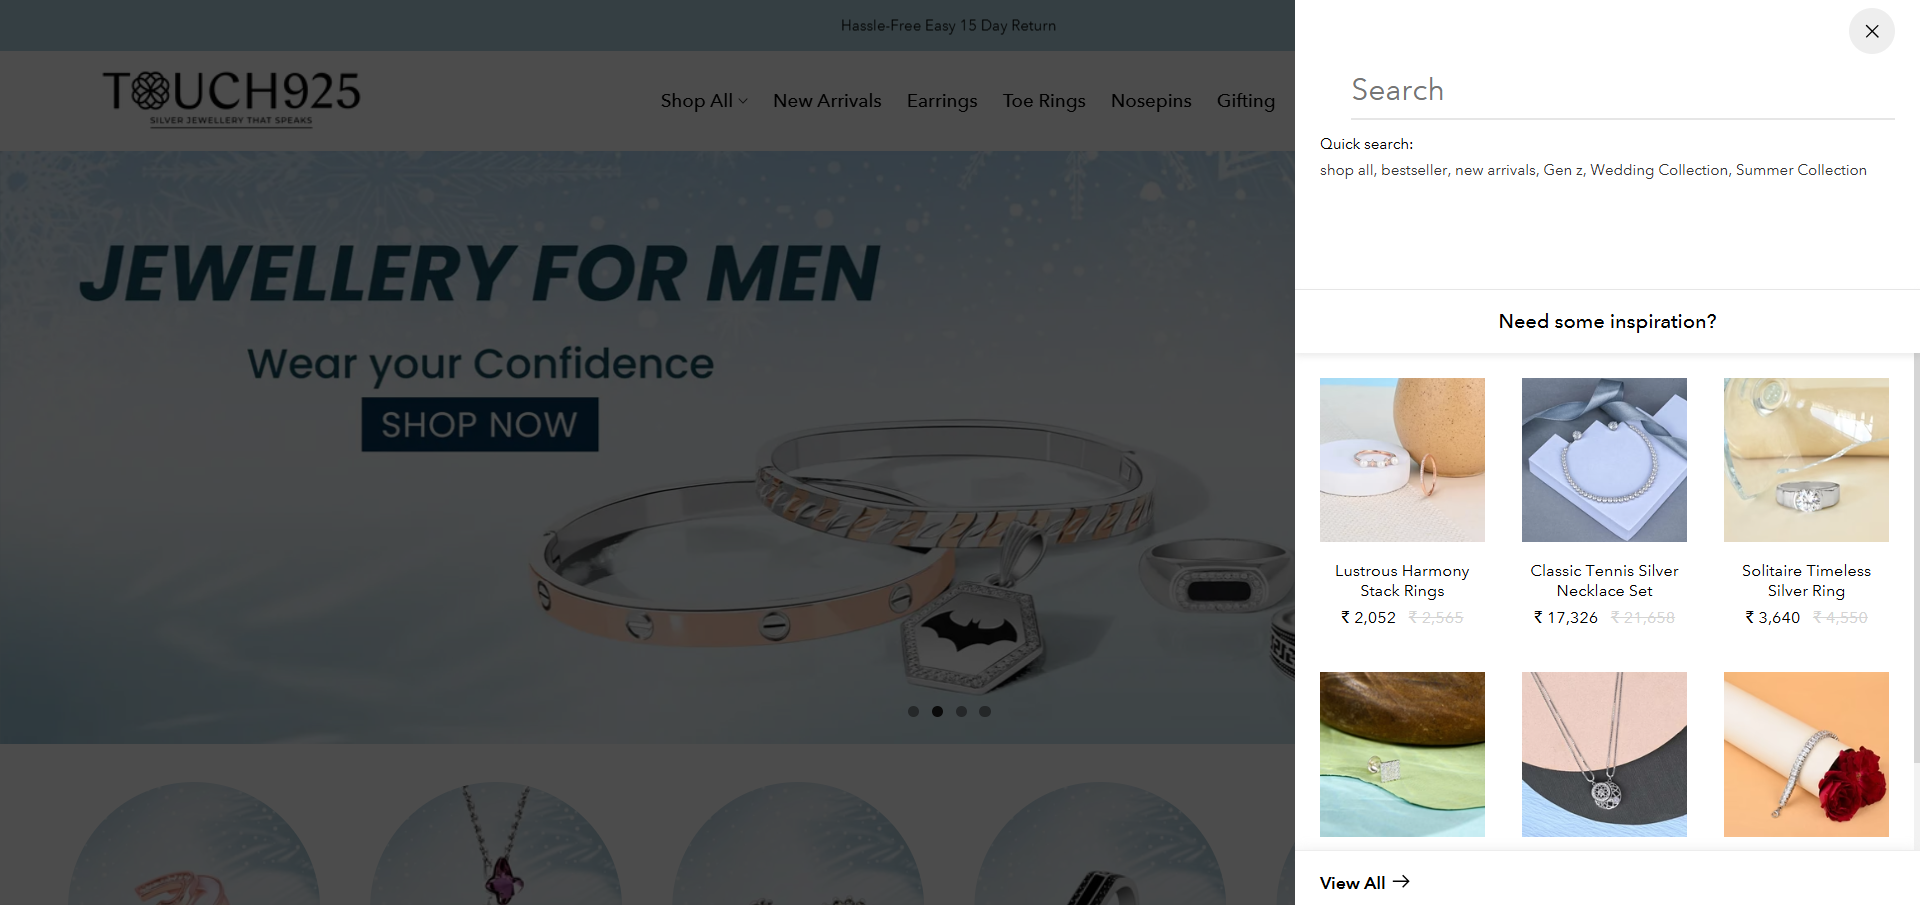 Hassle-Free Easy 15 Day Return
TOUCH925
SILVER JEWELLERY THAT SPEAKS
Shop All New Arrivals Earrings Toe Rings Nosepins Gifting
JEWELLERY FOR MEN
Wear your Confidence
SHOP NOW
Search
Quick search:
shop all, bestseller, new arrivals, Gen z, Wedding Collection, Summer Collection
Need some inspiration?
Lustrous Harmony
Stack Rings
₹ 2,052 ₹ 2,565
Classic Tennis Silver
Necklace Set
₹ 17,326 ₹ 21,658
Solitaire Timeless
Silver Ring
₹ 3,640 ₹ 4,550
View All →